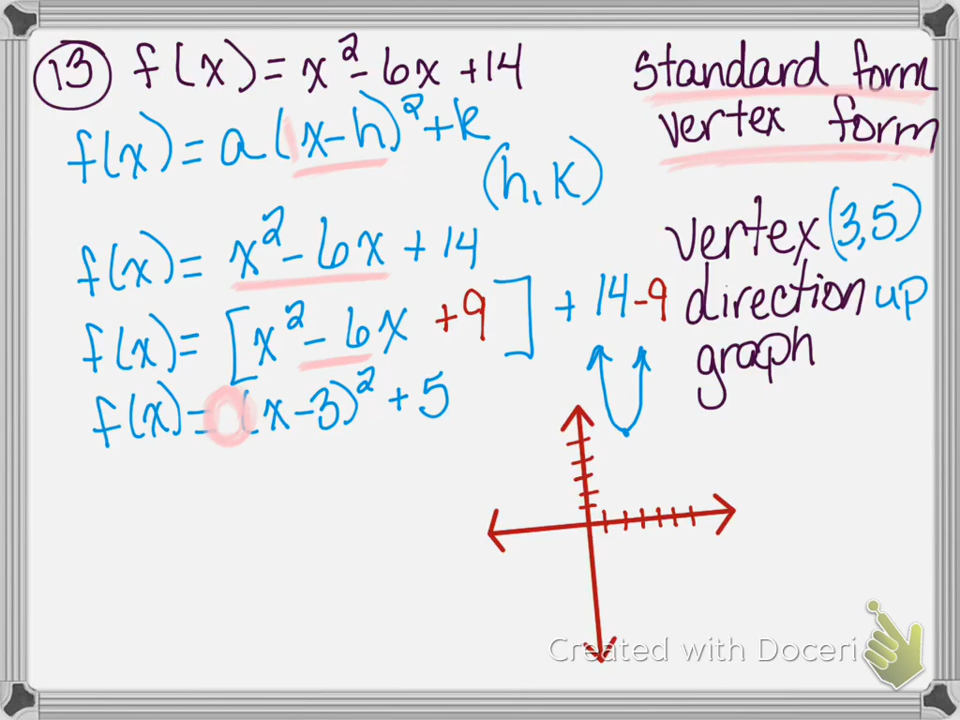 13 f(x) = x² - 6x + 14
standard form
vertex form
f(x) = a(x - h)² + k
(h, k)
f(x) = x² - 6x + 14
f(x) = [x² - 6x + 9] + 14 - 9
f(x) = (x - 3)² + 5
vertex (3,5)
direction up
graph
Created with Doceri